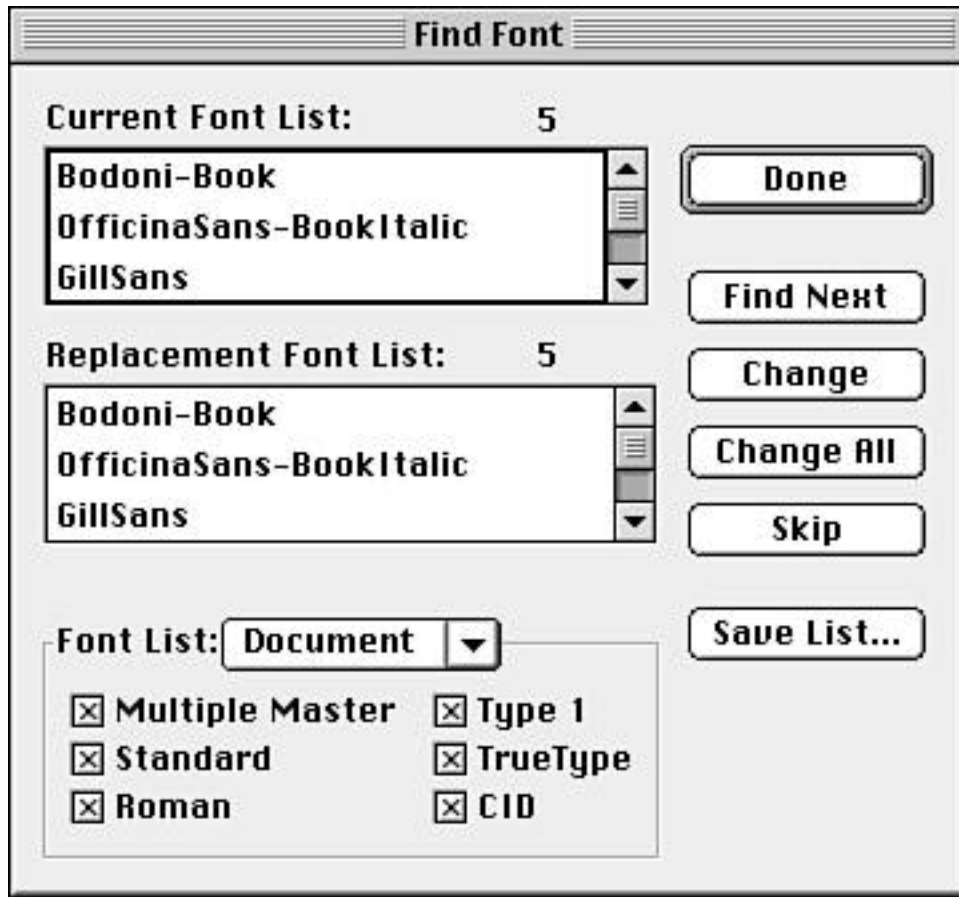 Find Font
Current Font List: 5
Bodoni-Book
OfficinaSans-BookItalic
GillSans
Done
Find Next
Replacement Font List: 5
Bodoni-Book
OfficinaSans-BookItalic
GillSans
Change
Change All
Skip
Font List: Document
Save List...
Multiple Master
Type 1
Standard
TrueType
Roman
CID